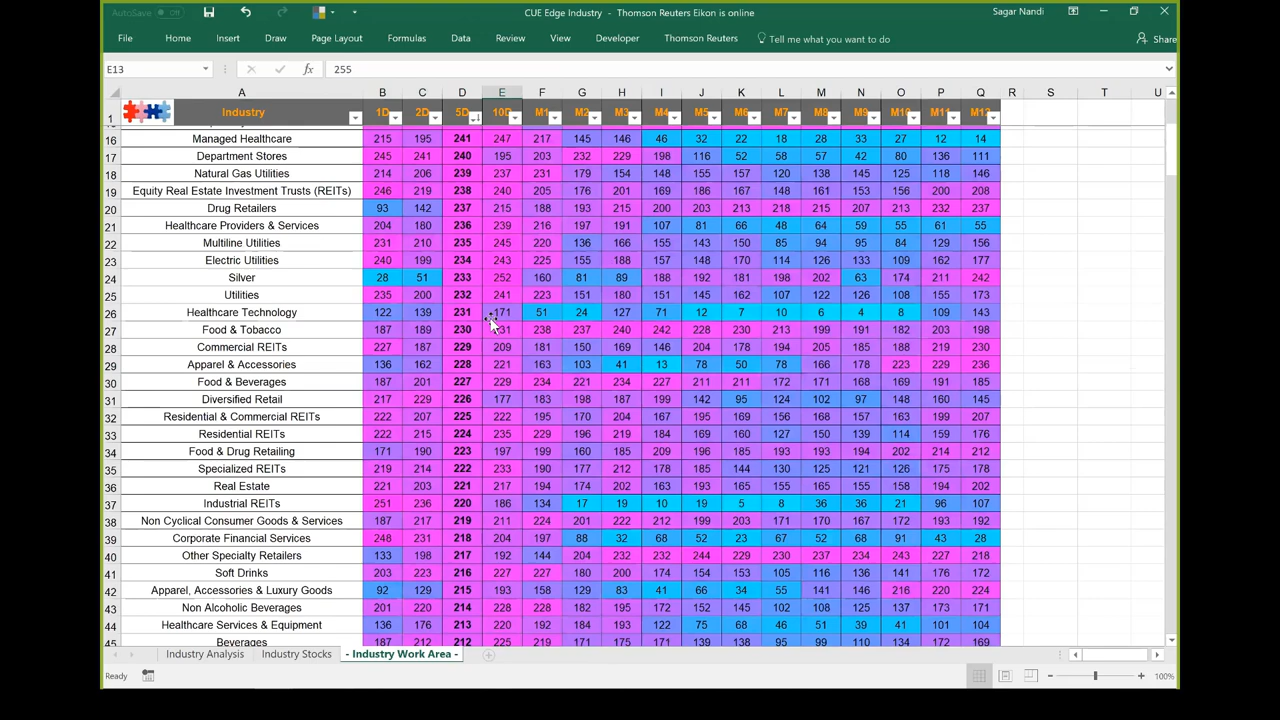 AutoSave Off
CUE Edge Industry - Thomson Reuters Eikon is online
Sagar Nandi
File Home Insert Draw Page Layout Formulas Data Review View Developer Thomson Reuters Tell me what you want to do Share
E13 fx 255
A B C D E F G H I J K L M N O P Q R S T U
1 Industry 1D 2D 5D 10D M1 M2 M3 M4 M5 M6 M7 M8 M9 M10 M11 M12
16 Managed Healthcare 215 195 241 247 217 145 146 46 32 22 18 28 33 27 12 14
17 Department Stores 245 241 240 195 203 232 229 198 116 52 58 57 42 80 136 111
18 Natural Gas Utilities 214 206 239 237 231 179 154 148 155 157 120 138 145 125 118 146
19 Equity Real Estate Investment Trusts (REITs) 246 219 238 240 205 176 201 169 186 167 148 161 153 156 200 208
20 Drug Retailers 93 142 237 215 188 193 215 200 203 213 218 215 207 213 232 237
21 Healthcare Providers & Services 204 180 236 239 216 197 191 107 81 66 48 64 59 55 61 55
22 Multiline Utilities 231 210 235 245 220 136 166 155 143 150 85 94 95 84 129 156
23 Electric Utilities 240 199 234 243 225 155 188 157 148 170 114 126 133 109 162 177
24 Silver 28 51 233 252 160 81 89 188 192 181 198 202 63 174 211 242
25 Utilities 235 200 232 241 223 151 180 151 145 162 107 122 126 108 155 173
26 Healthcare Technology 122 139 231 171 51 24 127 71 12 7 10 6 4 8 109 143
27 Food & Tobacco 187 189 230 31 238 237 240 242 228 230 213 199 191 182 203 198
28 Commercial REITs 227 187 229 209 181 150 169 146 204 178 194 205 185 188 219 230
29 Apparel & Accessories 136 162 228 221 163 103 41 13 78 50 78 166 178 223 229 236
30 Food & Beverages 187 201 227 229 234 221 234 227 211 211 172 171 168 169 191 185
31 Diversified Retail 217 229 226 177 183 198 187 199 142 95 124 102 97 148 160 145
32 Residential & Commercial REITs 222 207 225 222 195 170 204 167 195 169 156 168 157 163 199 207
33 Residential REITs 222 215 224 235 229 196 219 184 169 160 127 150 139 114 159 176
34 Food & Drug Retailing 171 190 223 197 199 160 185 209 196 185 193 193 194 202 214 212
35 Specialized REITs 219 214 222 233 190 177 212 178 185 144 130 125 121 126 175 178
36 Real Estate 221 203 221 217 194 174 202 163 193 165 155 165 155 158 194 202
37 Industrial REITs 251 236 220 186 134 17 19 10 19 5 8 36 36 21 96 107
38 Non Cyclical Consumer Goods & Services 187 217 219 211 224 201 222 212 199 203 171 170 167 172 193 192
39 Corporate Financial Services 248 231 218 204 197 88 32 68 52 23 67 52 68 91 43 28
40 Other Specialty Retailers 133 198 217 192 144 204 232 232 244 229 230 237 234 243 227 218
41 Soft Drinks 203 223 216 227 227 180 200 174 154 153 105 116 136 141 176 172
42 Apparel, Accessories & Luxury Goods 92 129 215 193 158 129 83 41 66 34 55 141 146 216 220 224
43 Non Alcoholic Beverages 201 220 214 228 228 182 195 172 152 145 102 108 125 137 173 171
44 Healthcare Services & Equipment 136 176 213 220 192 184 193 122 75 68 46 51 39 41 101 104
45 Beverages 187 212 212 225 219 171 175 171 139 138 95 99 110 134 172 169
Industry Analysis Industry Stocks - Industry Work Area -
Ready 100%